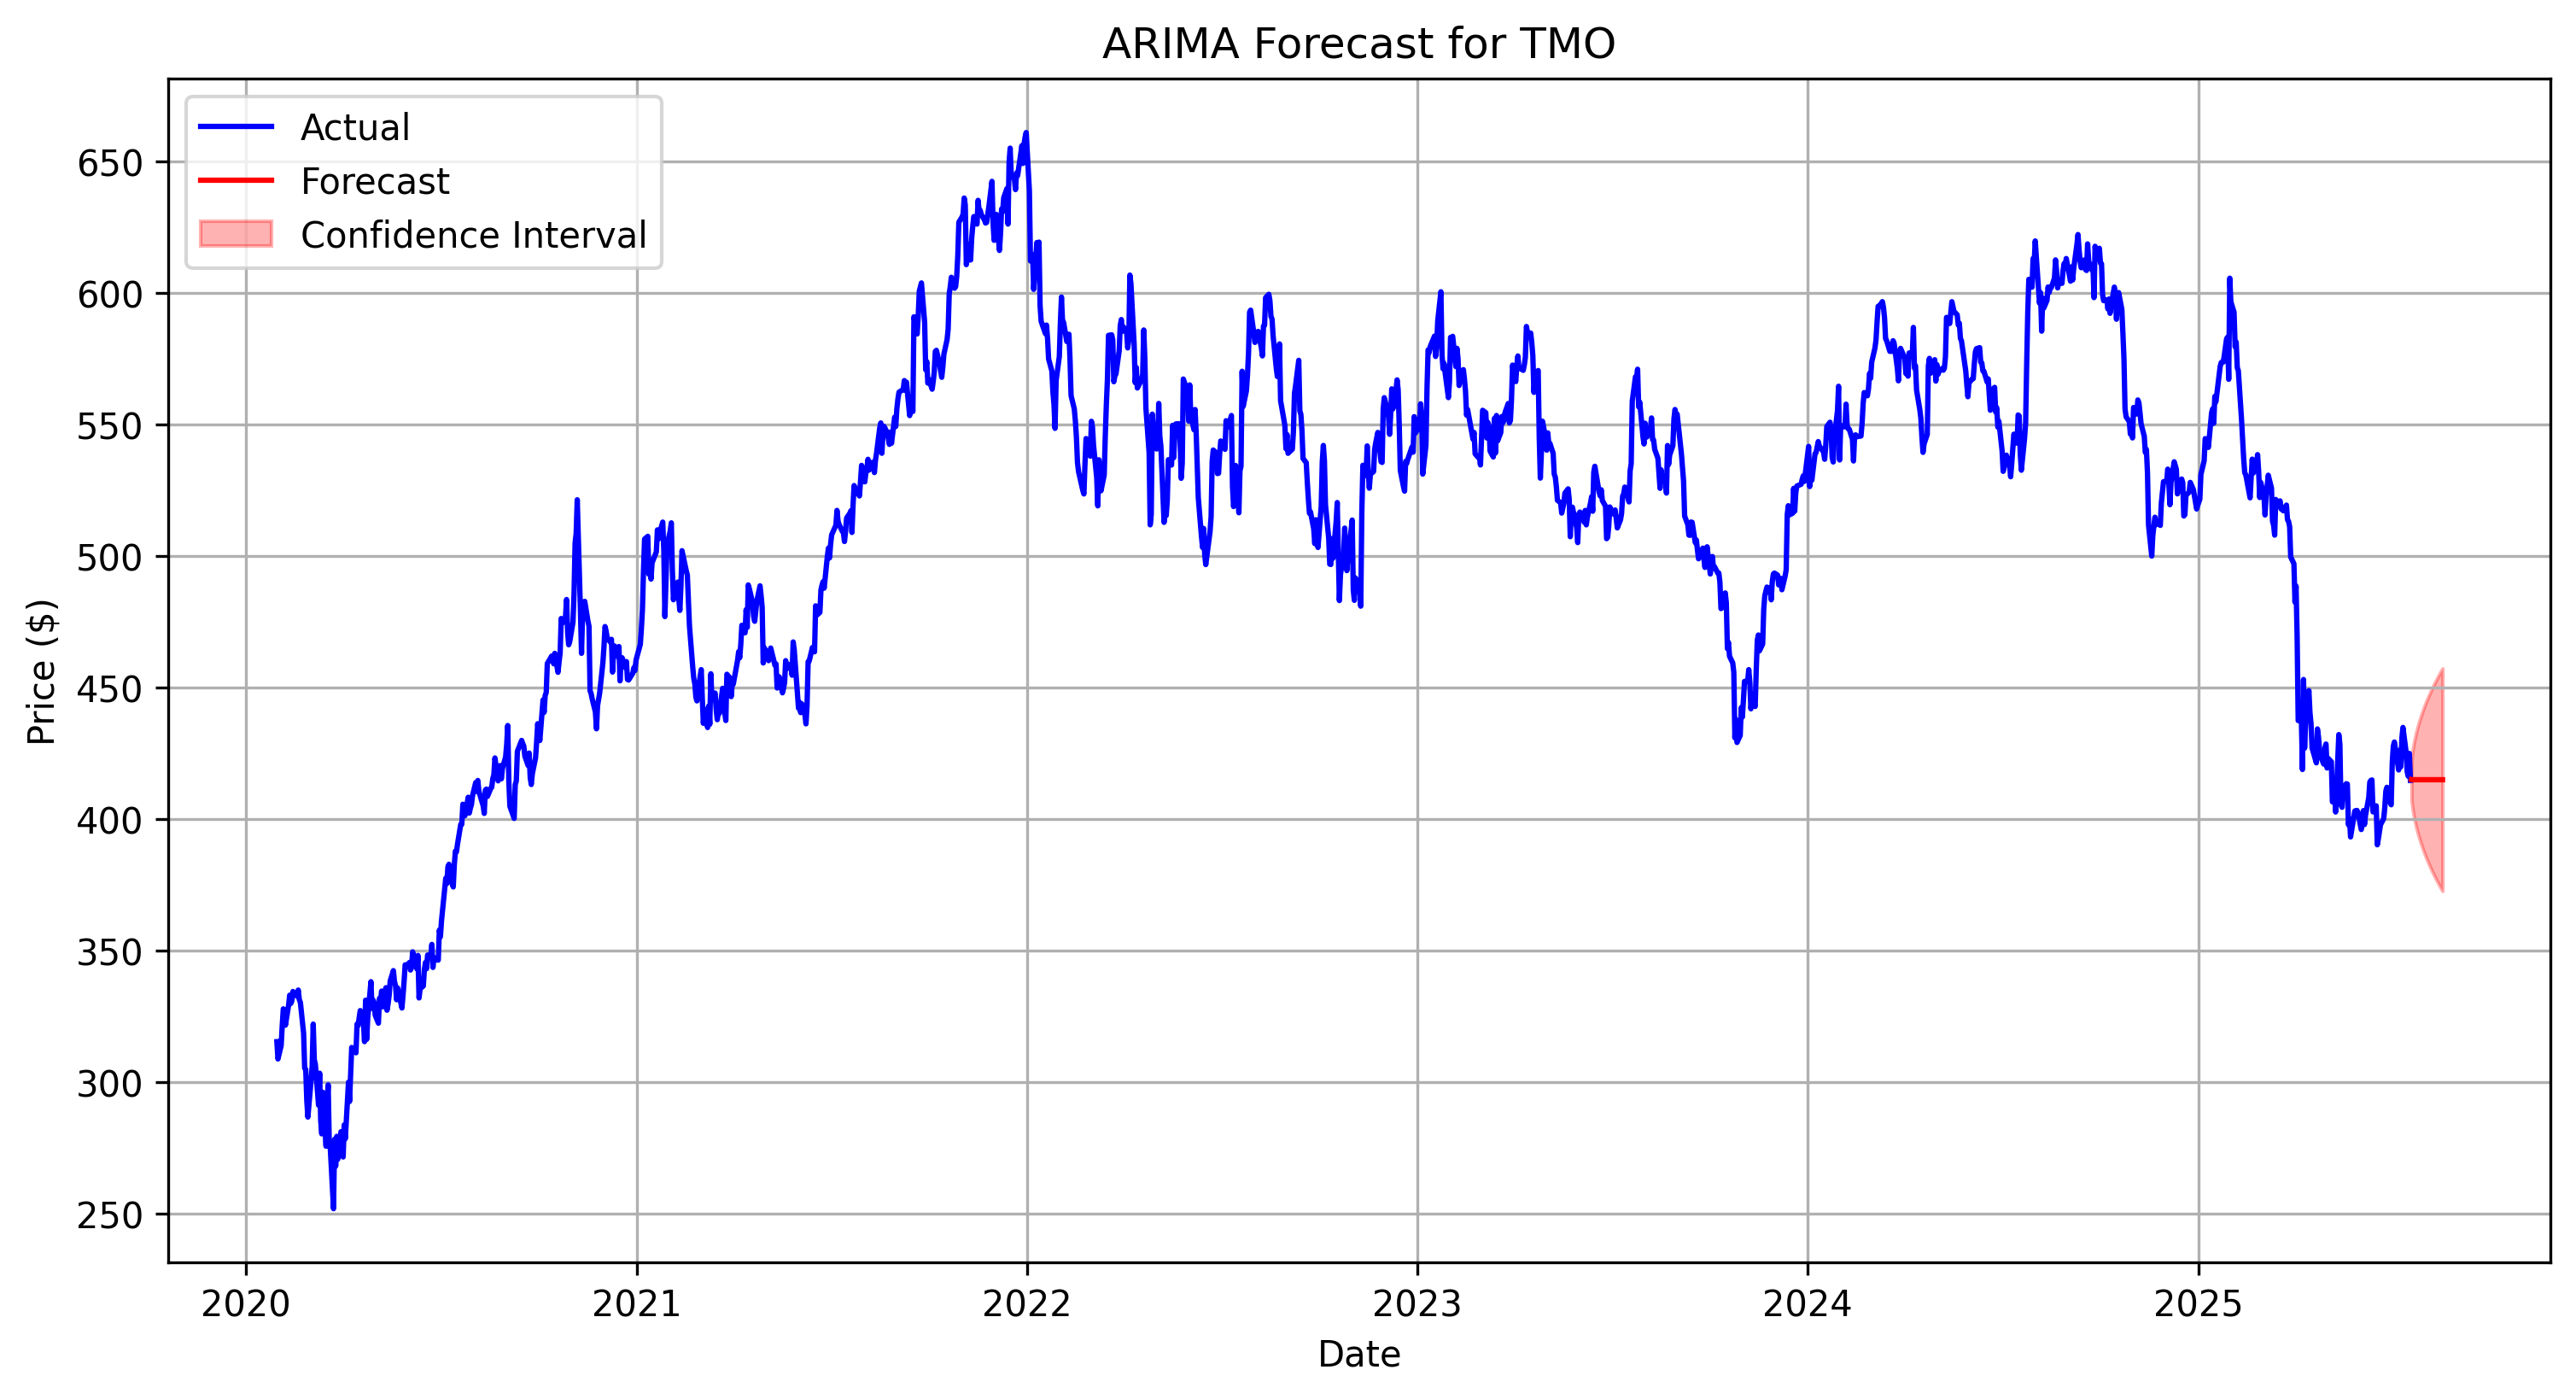 ARIMA Forecast for TMO
Actual
Forecast
Confidence Interval
650
600
550
500
450
400
350
300
250
Price ($)
2020 2021 2022 2023 2024 2025
Date